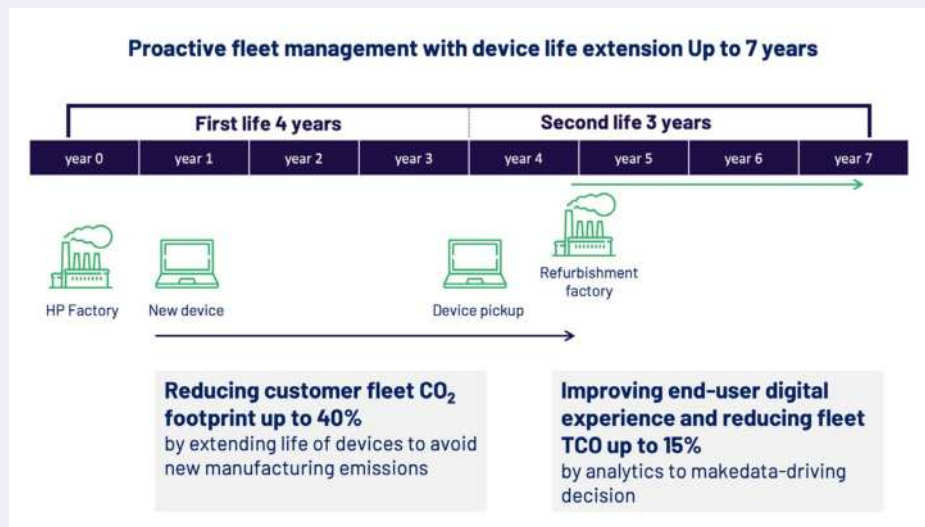 Proactive fleet management with device life extension Up to 7 years
First life 4 years
Second life 3 years
year 0
year 1
year 2
year 3
year 4
year 5
year 6
year 7
HP Factory
New device
Device pickup
Refurbishment
factory
Reducing customer fleet CO₂
footprint up to 40%
by extending life of devices to avoid
new manufacturing emissions
Improving end-user digital
experience and reducing fleet
TCO up to 15%
by analytics to makedata-driving
decision